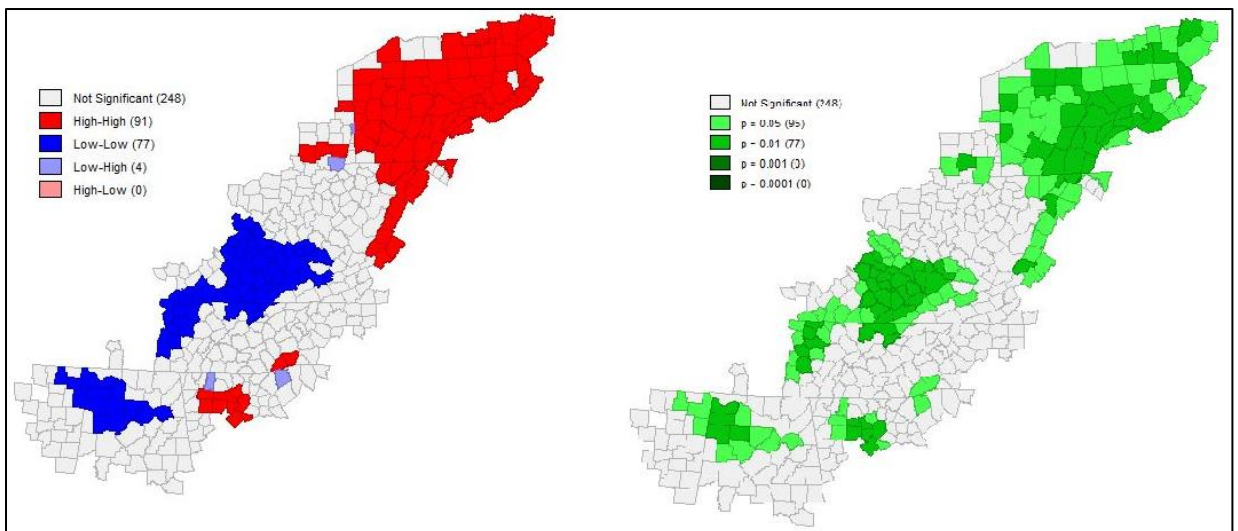 Not Significant (248)
High-High (91)
Low-Low (77)
Low-High (4)
High-Low (0)
Not Significant (248)
p = 0.05 (95)
p = 0.01 (77)
p = 0.001 (0)
p = 0.0001 (0)